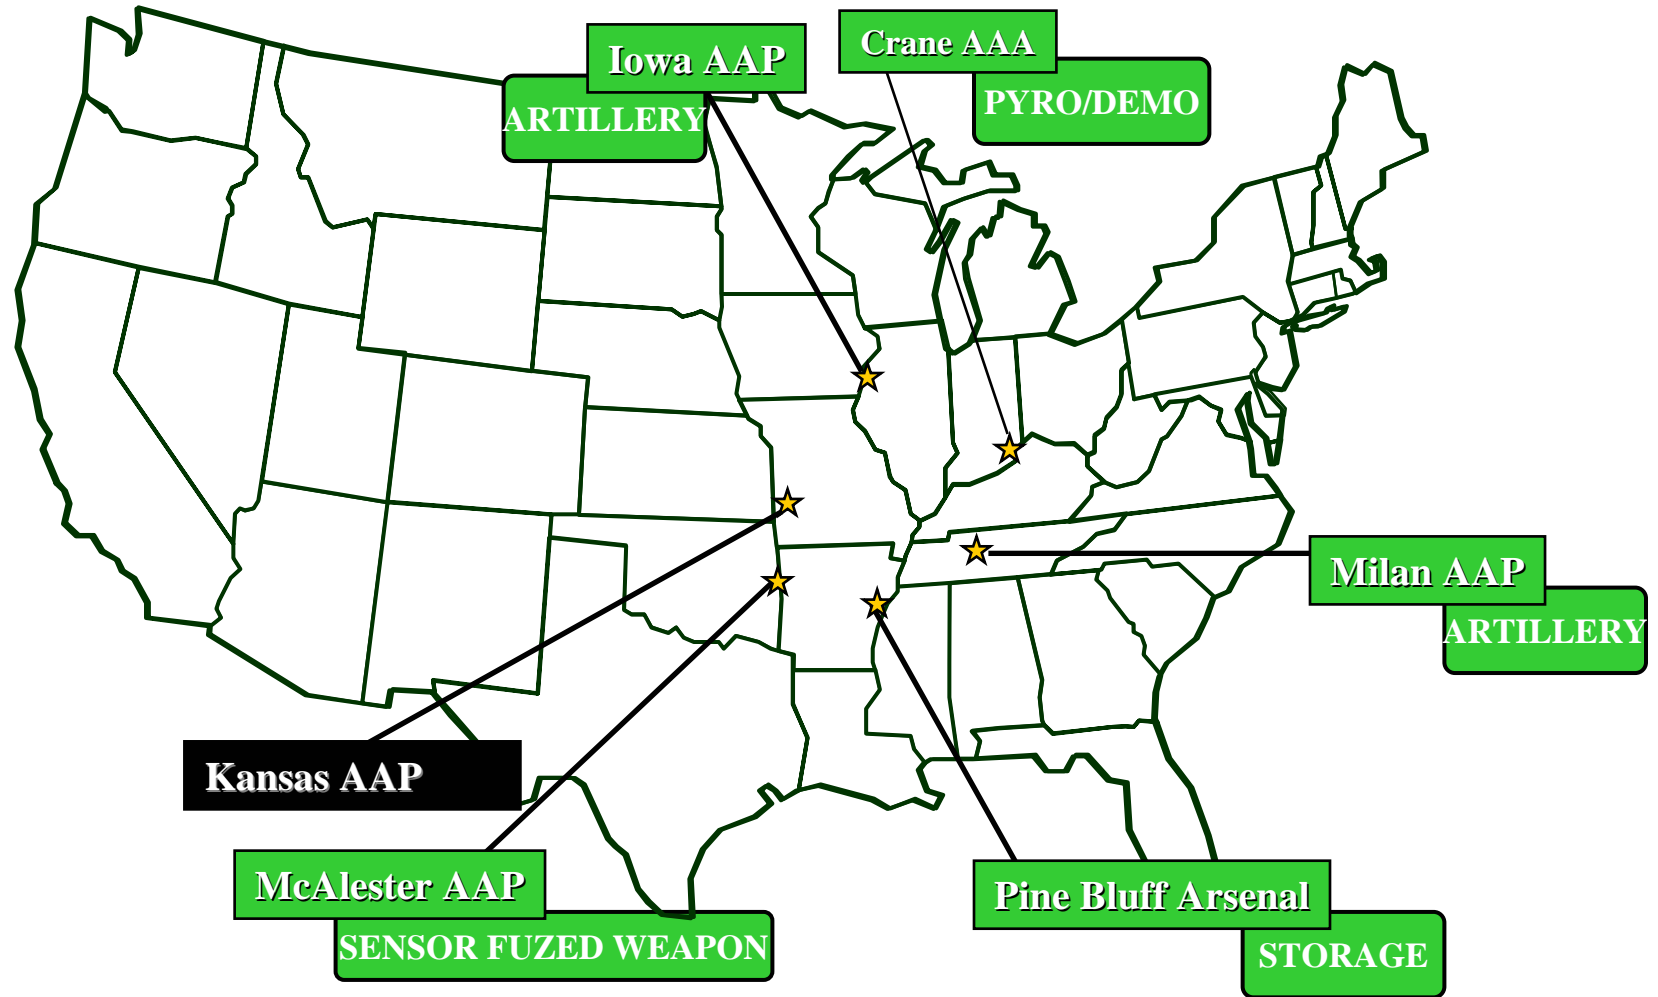 Iowa AAP
ARTILLERY
Crane AAA
PYRO/DEMO
Milan AAP
ARTILLERY
Kansas AAP
McAlester AAP
SENSOR FUZED WEAPON
Pine Bluff Arsenal
STORAGE